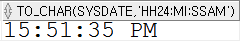 TO_CHAR(SYSDATE,'HH24:MI:SSAM')
15:51:35 PM